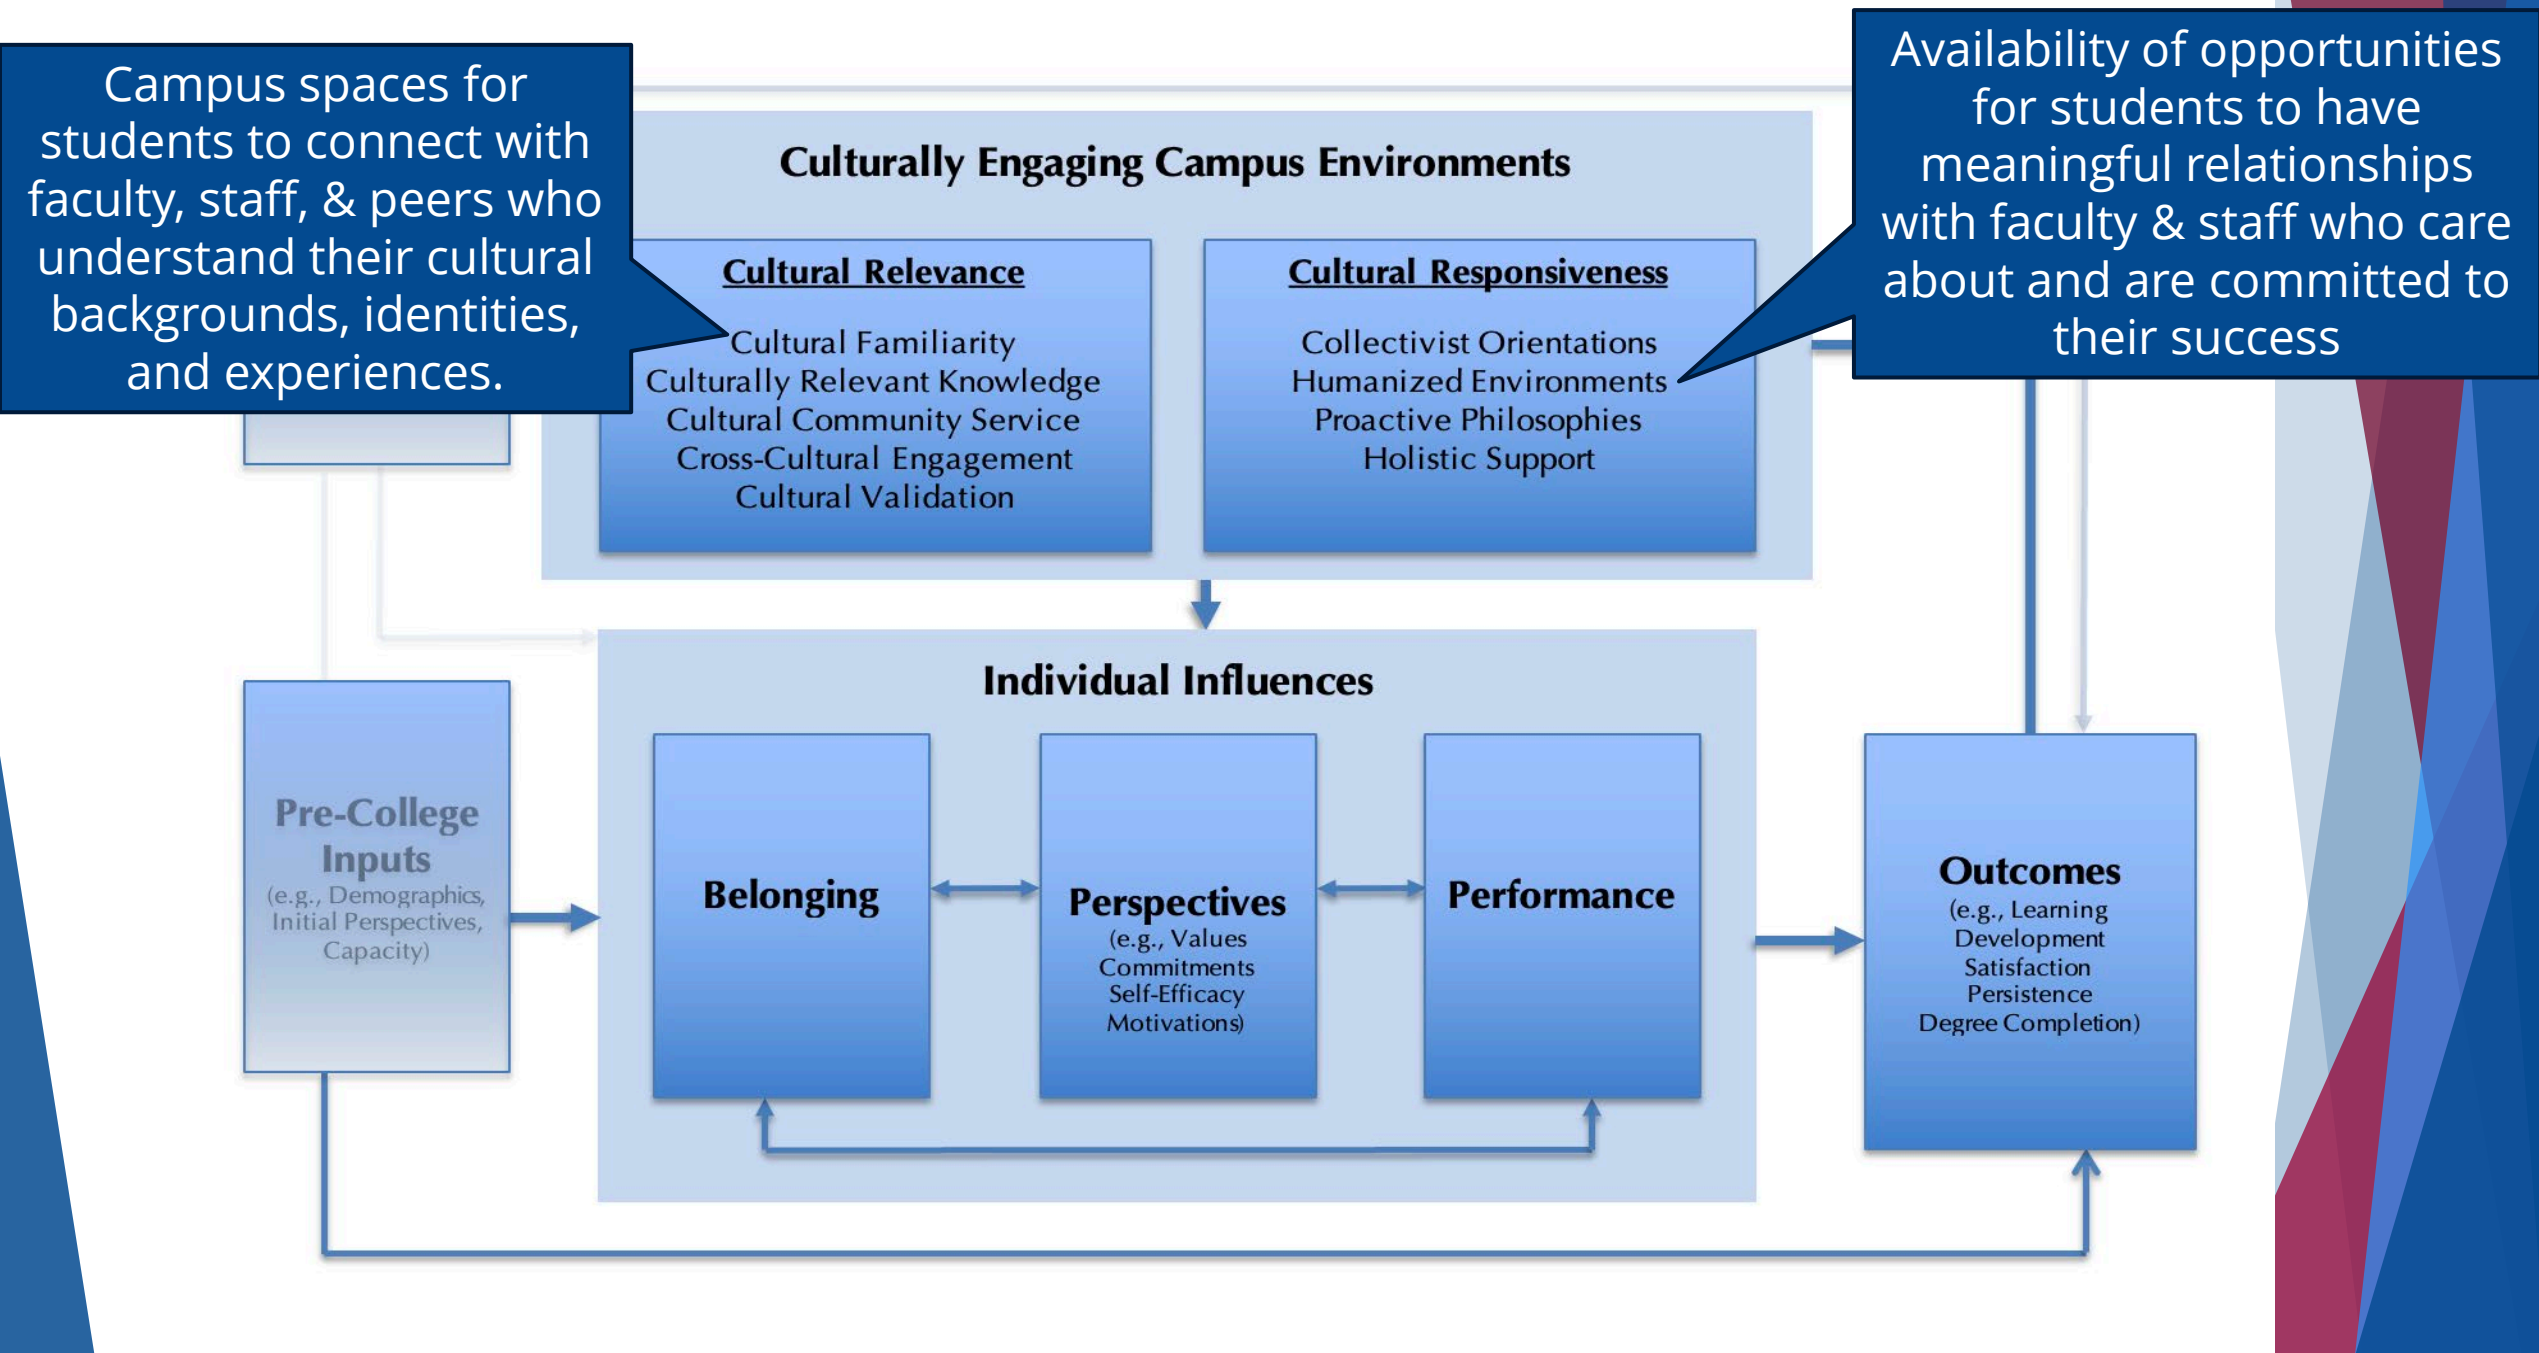 Campus spaces for
students to connect with
faculty, staff, & peers who
understand their cultural
backgrounds, identities,
and experiences.
Availability of opportunities
for students to have
meaningful relationships
with faculty & staff who care
about and are committed to
their success
Culturally Engaging Campus Environments
Cultural Relevance
Cultural Familiarity
Culturally Relevant Knowledge
Cultural Community Service
Cross-Cultural Engagement
Cultural Validation
Cultural Responsiveness
Collectivist Orientations
Humanized Environments
Proactive Philosophies
Holistic Support
Individual Influences
Pre-College
Inputs
(e.g., Demographics,
Initial Perspectives,
Capacity)
Belonging
Perspectives
(e.g., Values
Commitments
Self-Efficacy
Motivations)
Performance
Outcomes
(e.g., Learning
Development
Satisfaction
Persistence
Degree Completion)